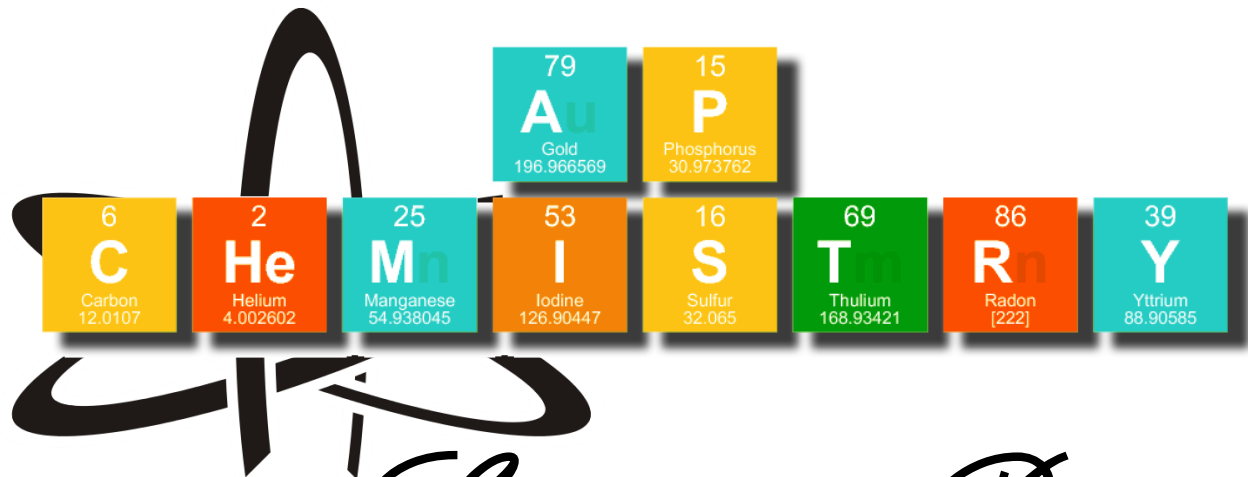 79 15
Au P
Gold Phosphorus
196.966569 30.973762
6 2 25 53 16 69 86 39
C He Mn I S Tm Rn Y
Carbon Helium Manganese Iodine Sulfur Thulium Radon Yttrium
12.0107 4.002602 54.938045 126.90447 32.065 168.93421 [222] 88.90585